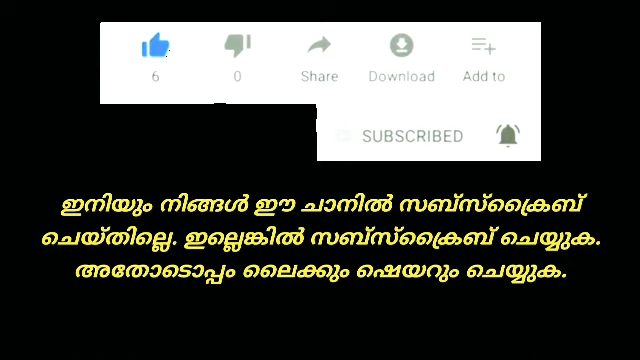 6 0 Share Download Add to
SUBSCRIBED
ഇനിയും നിങ്ങൾ ഈ ചാനിൽ സബ്സ്ക്രൈബ്
ചെയ്തില്ലെ. ഇല്ലെങ്കിൽ സബ്സ്ക്രൈബ് ചെയ്യുക.
അതോടൊപ്പം ലൈക്കും ഷെയറും ചെയ്യുക.